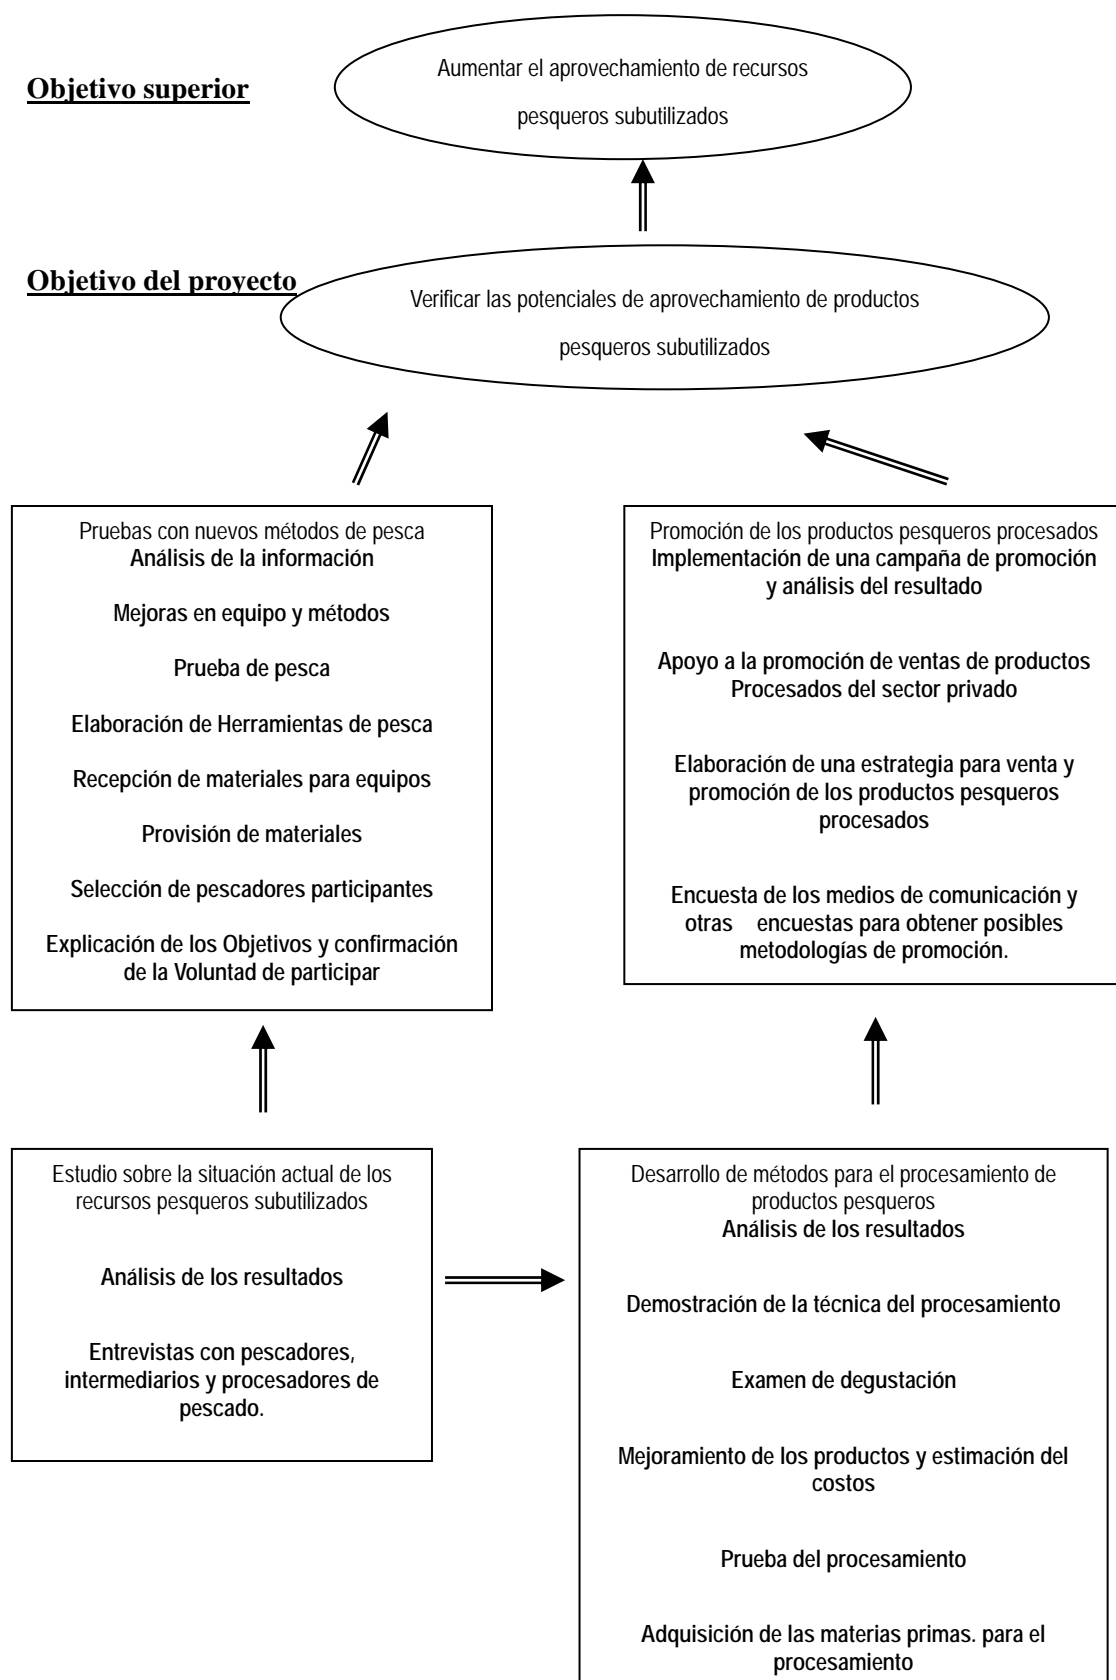 Objetivo superior
Aumentar el aprovechamiento de recursos
pesqueros subutilizados
Objetivo del proyecto
Verificar las potenciales de aprovechamiento de productos
pesqueros subutilizados
Pruebas con nuevos métodos de pesca
Análisis de la información
Mejoras en equipo y métodos
Prueba de pesca
Elaboración de Herramientas de pesca
Recepción de materiales para equipos
Provisión de materiales
Selección de pescadores participantes
Explicación de los Objetivos y confirmación
de la Voluntad de participar
Promoción de los productos pesqueros procesados
Implementación de una campaña de promoción
y análisis del resultado
Apoyo a la promoción de ventas de productos
Procesados del sector privado
Elaboración de una estrategia para venta y
promoción de los productos pesqueros
procesados
Encuesta de los medios de comunicación y
otras encuestas para obtener posibles
metodologías de promoción.
Estudio sobre la situación actual de los
recursos pesqueros subutilizados
Análisis de los resultados
Entrevistas con pescadores,
intermediarios y procesadores de
pescado.
Desarrollo de métodos para el procesamiento de
productos pesqueros
Análisis de los resultados
Demostración de la técnica del procesamiento
Examen de degustación
Mejoramiento de los productos y estimación del
costos
Prueba del procesamiento
Adquisición de las materias primas. para el
procesamiento